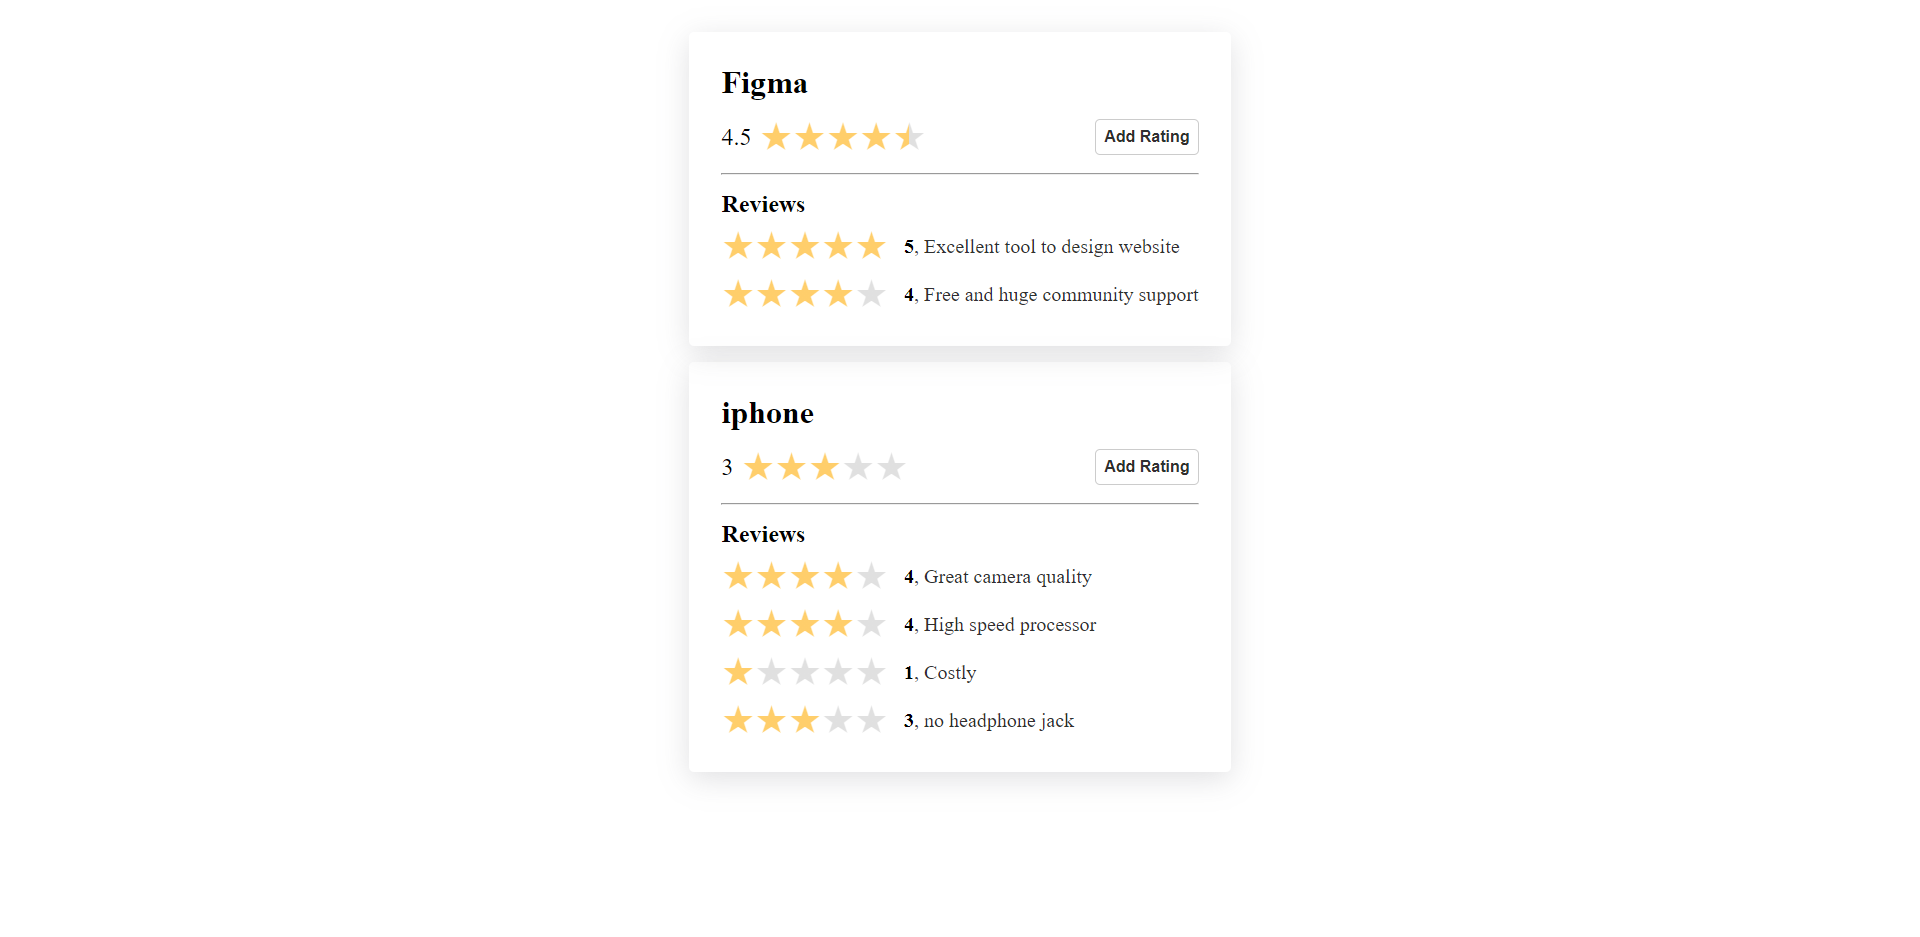 Figma
4.5 ★★★★★ Add Rating
Reviews
★★★★★ 5, Excellent tool to design website
★★★★★ 4, Free and huge community support
iphone
3 ★★★★★ Add Rating
Reviews
★★★★★ 4, Great camera quality
★★★★★ 4, High speed processor
★★★★★ 1, Costly
★★★★★ 3, no headphone jack